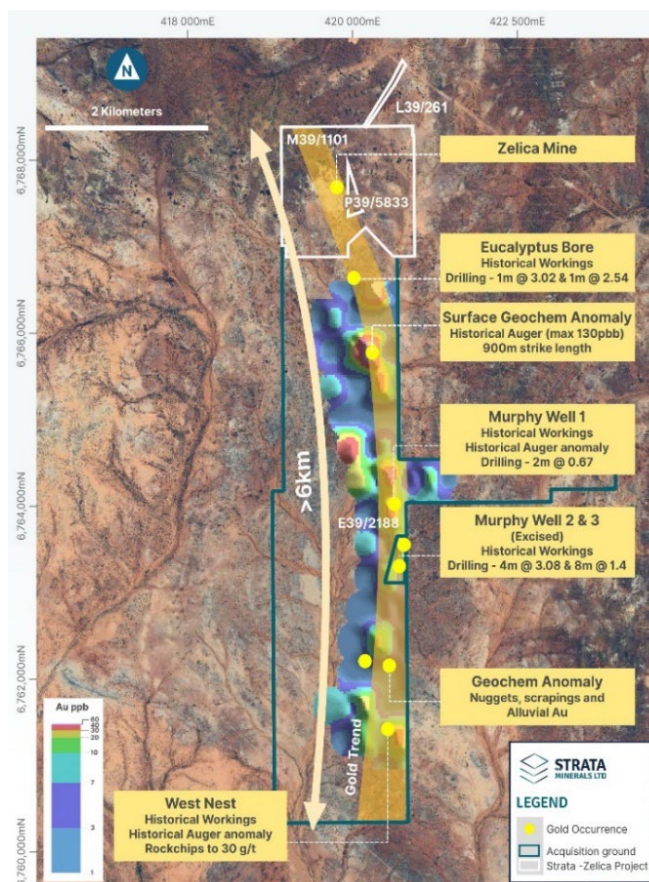 418 000mE
420 000mE
422 500mE
N
2 Kilometers
L39/261
M39/1101
Zelica Mine
6,768,000mN
P39/5833
Eucalyptus Bore
Historical Workings
Drilling - 1m @ 3.02 & 1m @ 2.54
Surface Geochem Anomaly
Historical Auger (max 130pbb)
900m strike length
6,766,000mN
Murphy Well 1
Historical Workings
Historical Auger anomaly
Drilling - 2m @ 0.67
>6km
6,764,000mN
E39/2188
Murphy Well 2 & 3
(Excised)
Historical Workings
Drilling - 4m @ 3.08 & 8m @ 1.4
6,762,000mN
Geochem Anomaly
Nuggets, scrapings and
Alluvial Au
Au ppb
60
40
30
20
10
7
3
1
Gold Trend
West Nest
Historical Workings
Historical Auger anomaly
Rockchips to 30 g/t
6,760,000mN
STRATA
MINERALS LTD
LEGEND
Gold Occurrence
Acquisition ground
Strata -Zelica Project